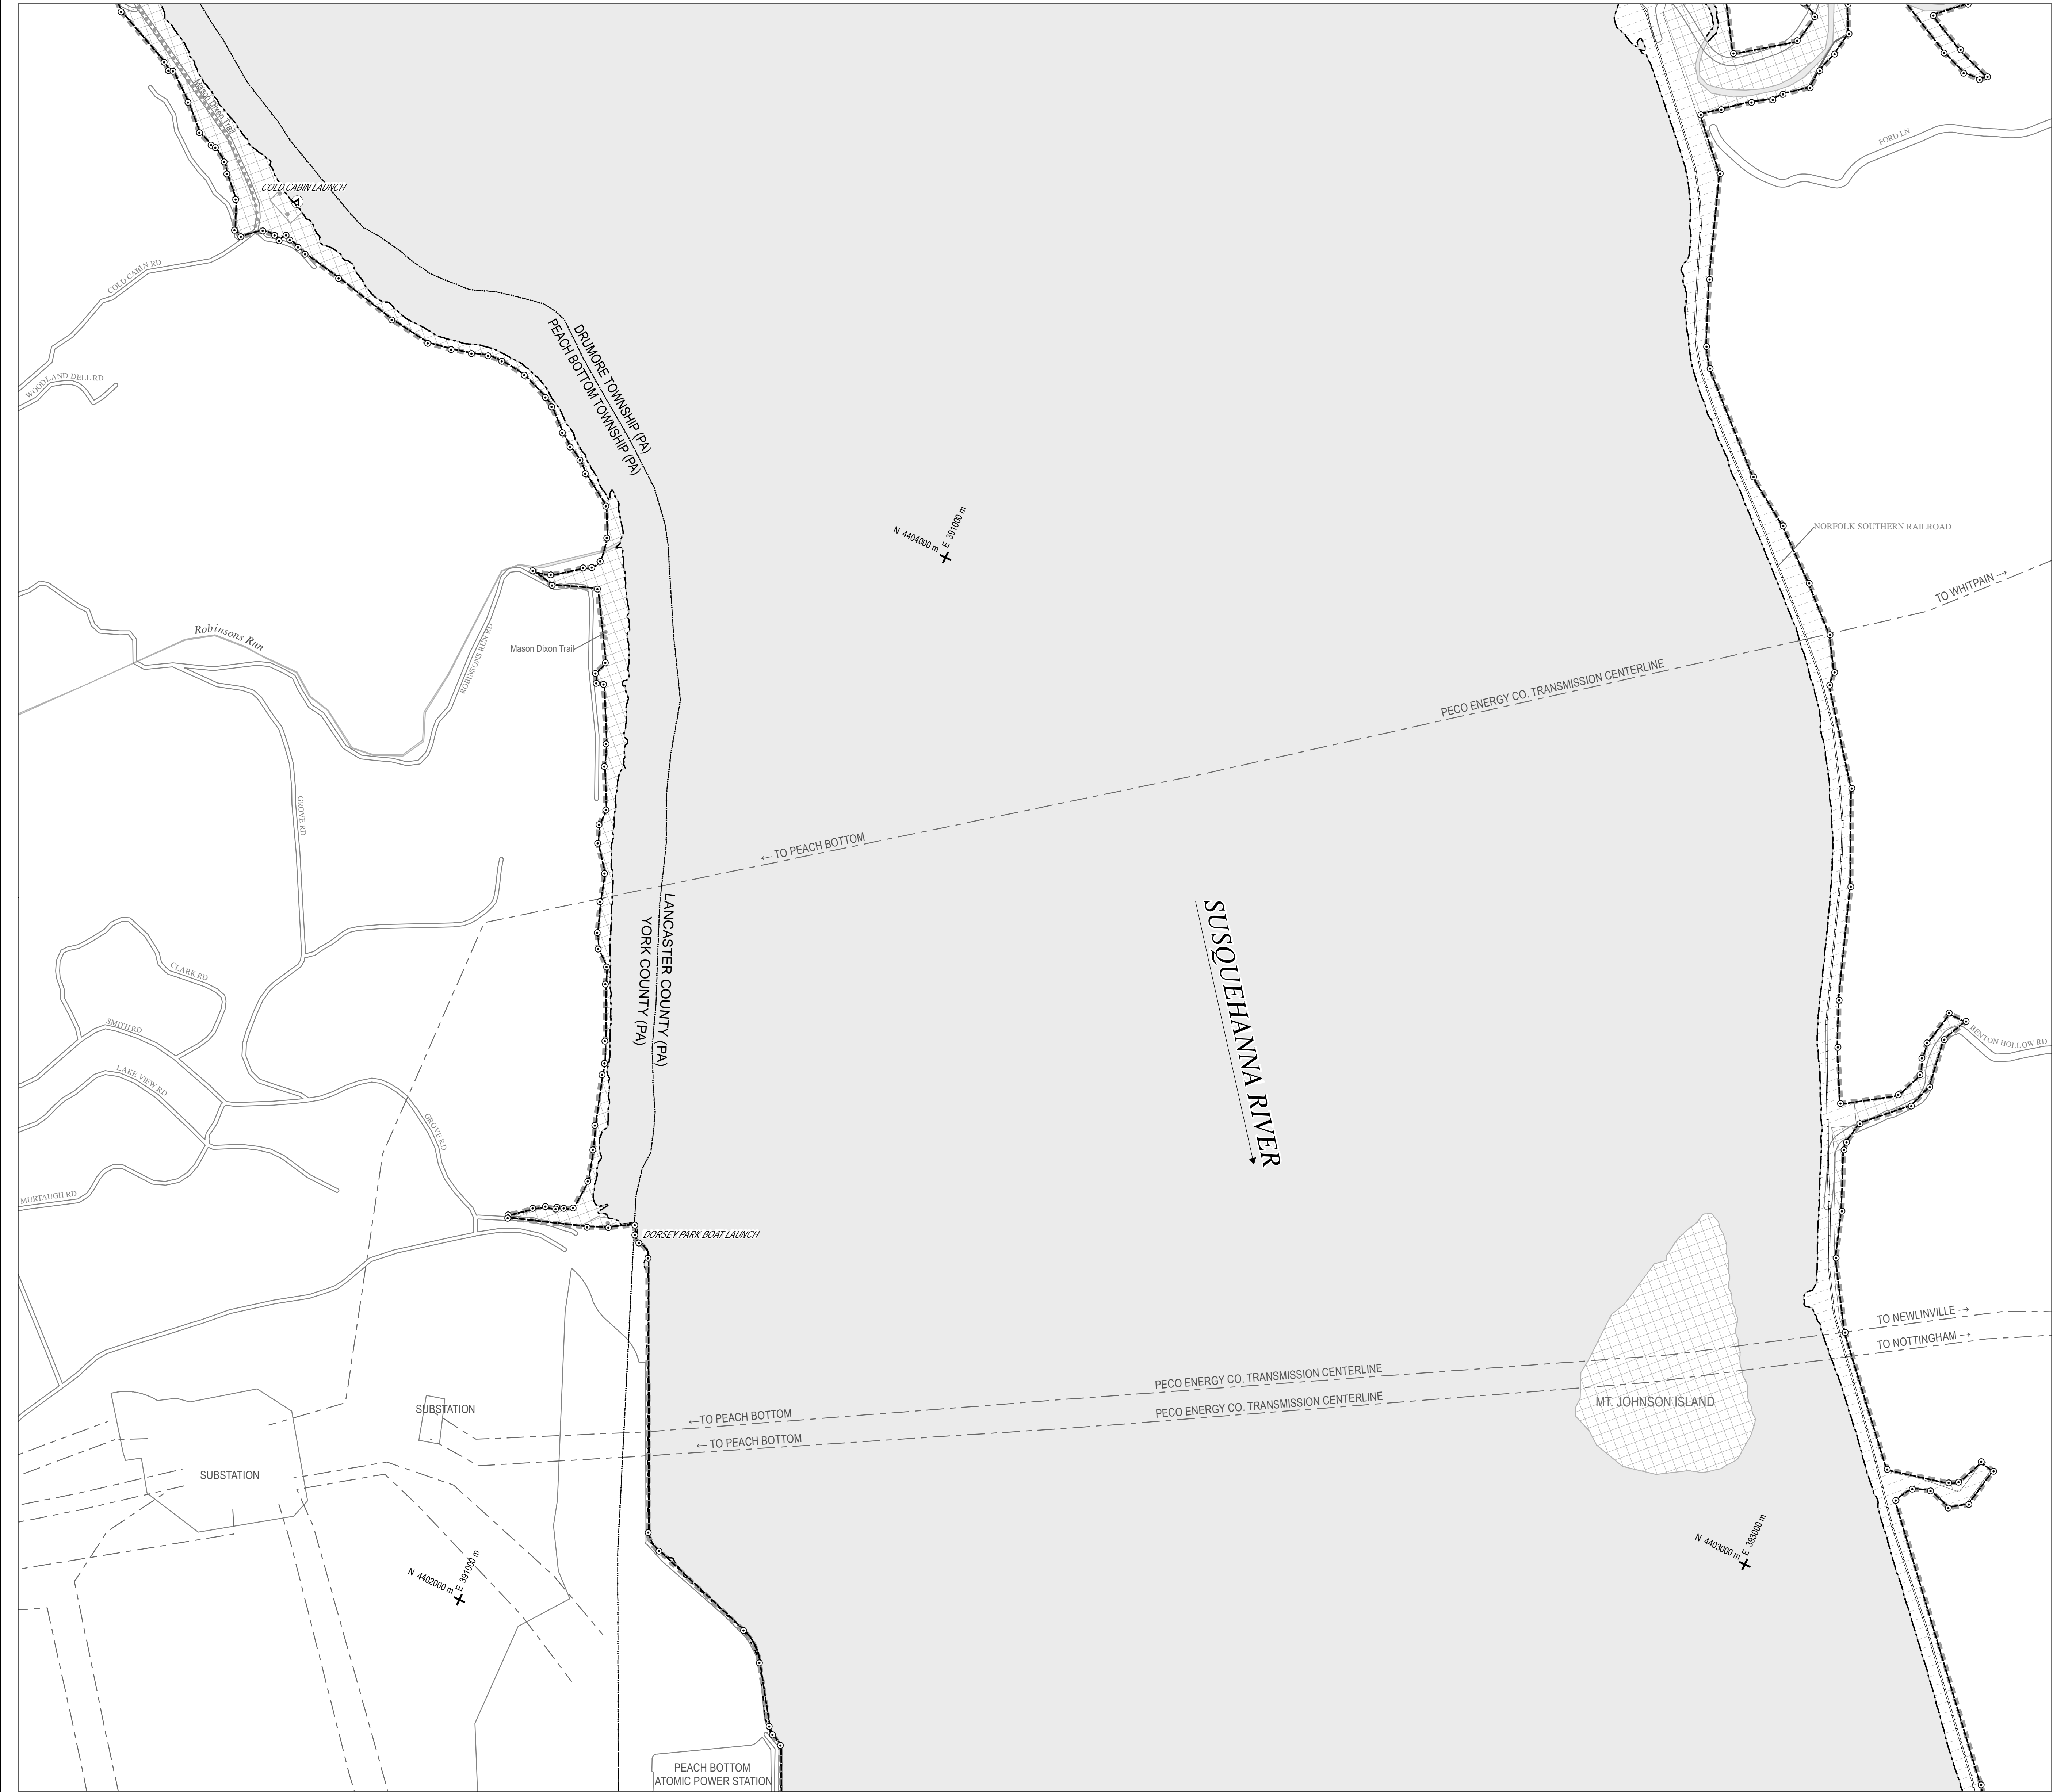 Mason Dixon Trail
COLD CABIN LAUNCH
FORD LN
COLD CABIN RD
WOODLAND DELL RD
DRUMORE TOWNSHIP (PA)
PEACH BOTTOM TOWNSHIP (PA)
N 4404000 m
E 391000 m
NORFOLK SOUTHERN RAILROAD
TO WHITPAIN →
Robinsons Run
ROBINSONS RUN RD
Mason Dixon Trail
PECO ENERGY CO. TRANSMISSION CENTERLINE
GROVE RD
← TO PEACH BOTTOM
LANCASTER COUNTY (PA)
YORK COUNTY (PA)
SUSQUEHANNA RIVER
CLARK RD
SMITH RD
LAKE VIEW RD
GROVE RD
BENTON HOLLOW RD
MURTAUGH RD
DORSEY PARK BOAT LAUNCH
TO NEWLINVILLE →
TO NOTTINGHAM →
PECO ENERGY CO. TRANSMISSION CENTERLINE
PECO ENERGY CO. TRANSMISSION CENTERLINE
MT. JOHNSON ISLAND
SUBSTATION
←TO PEACH BOTTOM
← TO PEACH BOTTOM
SUBSTATION
N 4402000 m
E 391000 m
N 4403000 m
E 393000 m
PEACH BOTTOM
ATOMIC POWER STATION